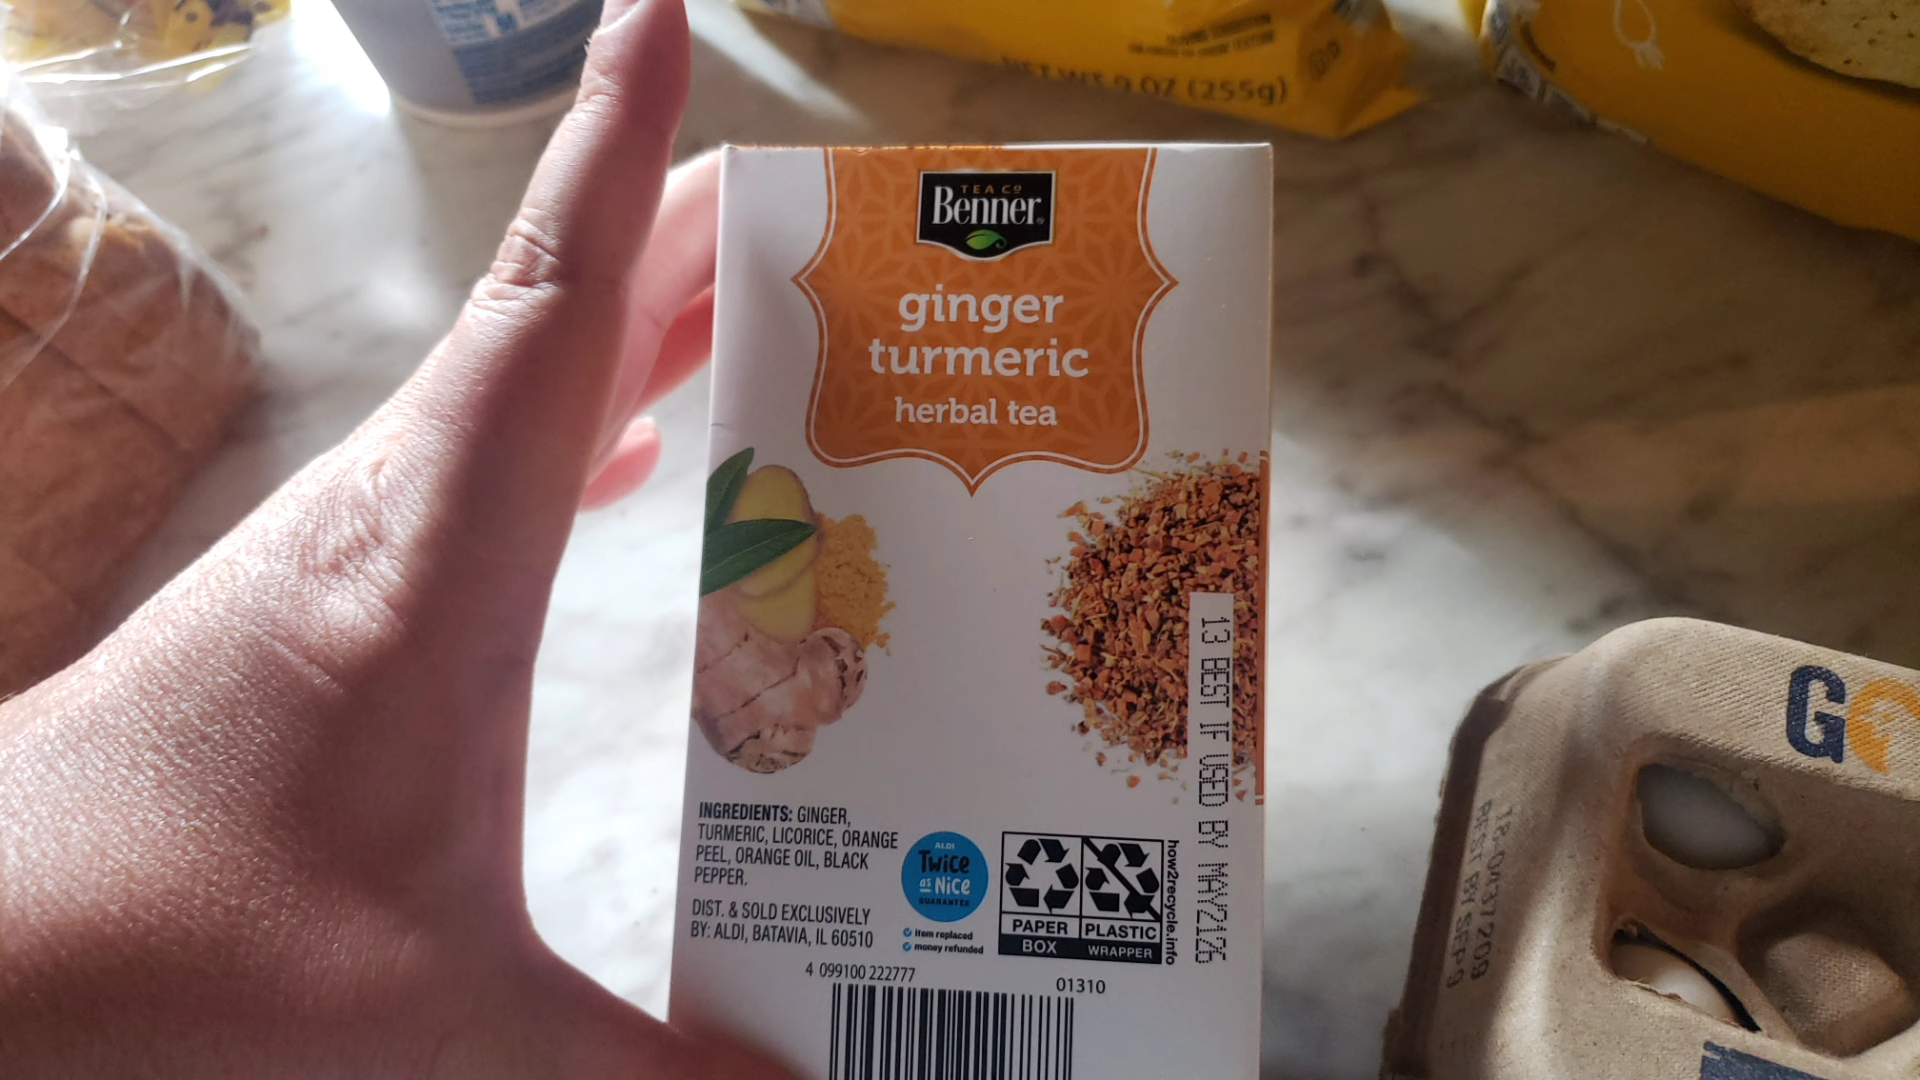 NET WT 9 OZ (255g)
TEA CO
Benner
ginger
turmeric
herbal tea
13 BEST IF USED BY MAY2126
INGREDIENTS: GINGER,
TURMERIC, LICORICE, ORANGE
PEEL, ORANGE OIL, BLACK
PEPPER.
DIST. & SOLD EXCLUSIVELY
BY: ALDI, BATAVIA, IL 60510
ALDI
Twice
as Nice
GUARANTEE
item replaced
money refunded
PAPER
BOX
PLASTIC
WRAPPER
how2recycle.info
4 099100 222777
01310
BEST BY SEP 9